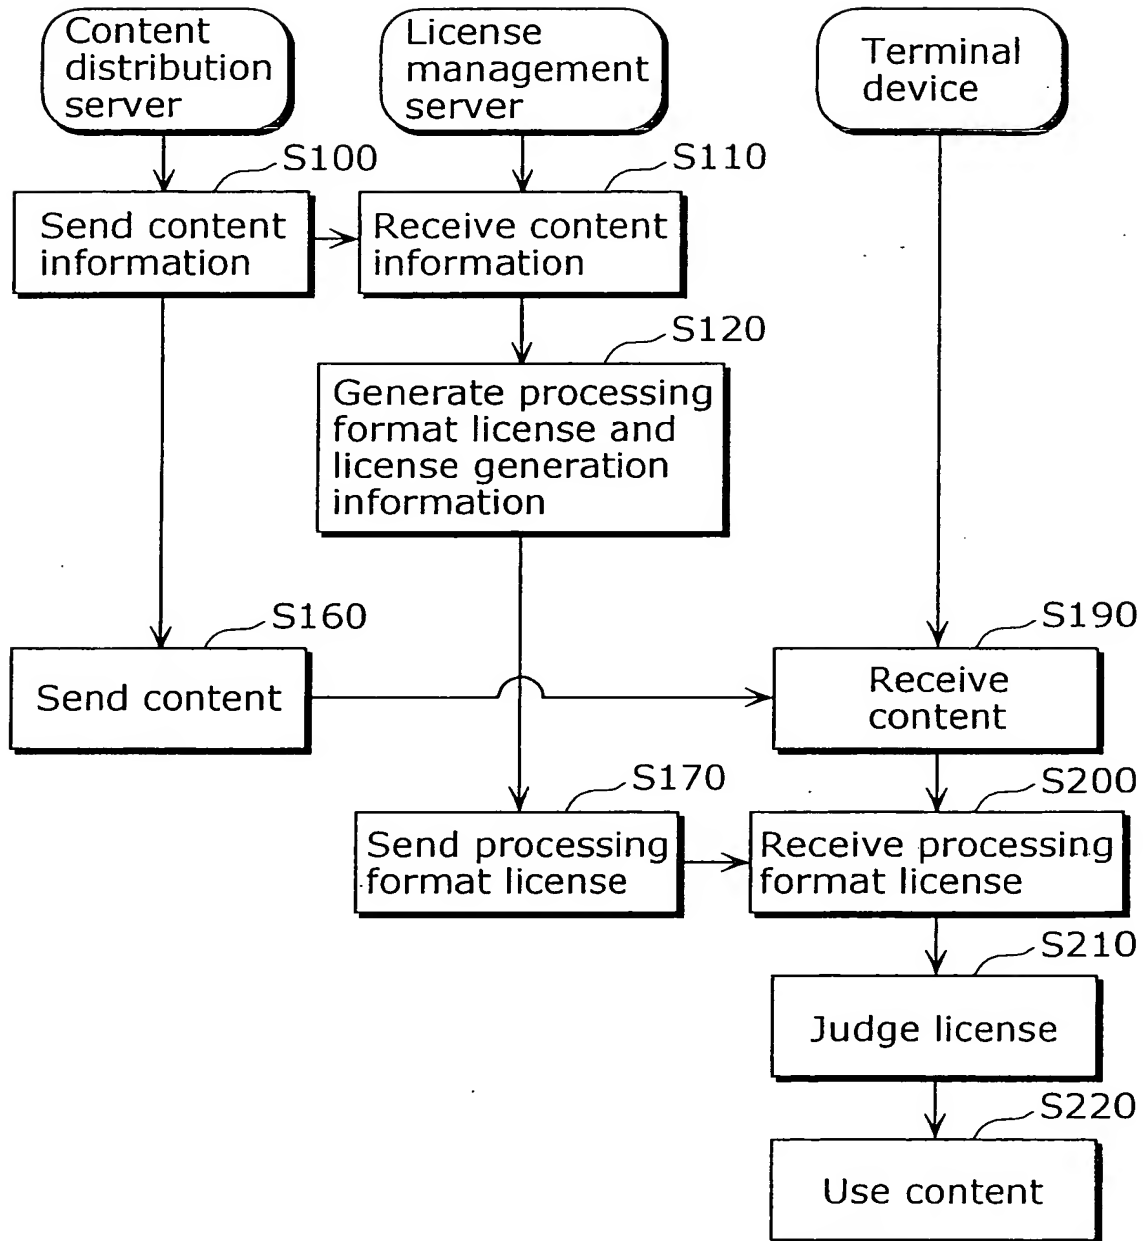 Content
distribution
server
License
management
server
Terminal
device
S100
S110
Send content
information
Receive content
information
S120
Generate processing
format license and
license generation
information
S160
S190
Send content
Receive
content
S170
S200
Send processing
format license
Receive processing
format license
S210
Judge license
S220
Use content